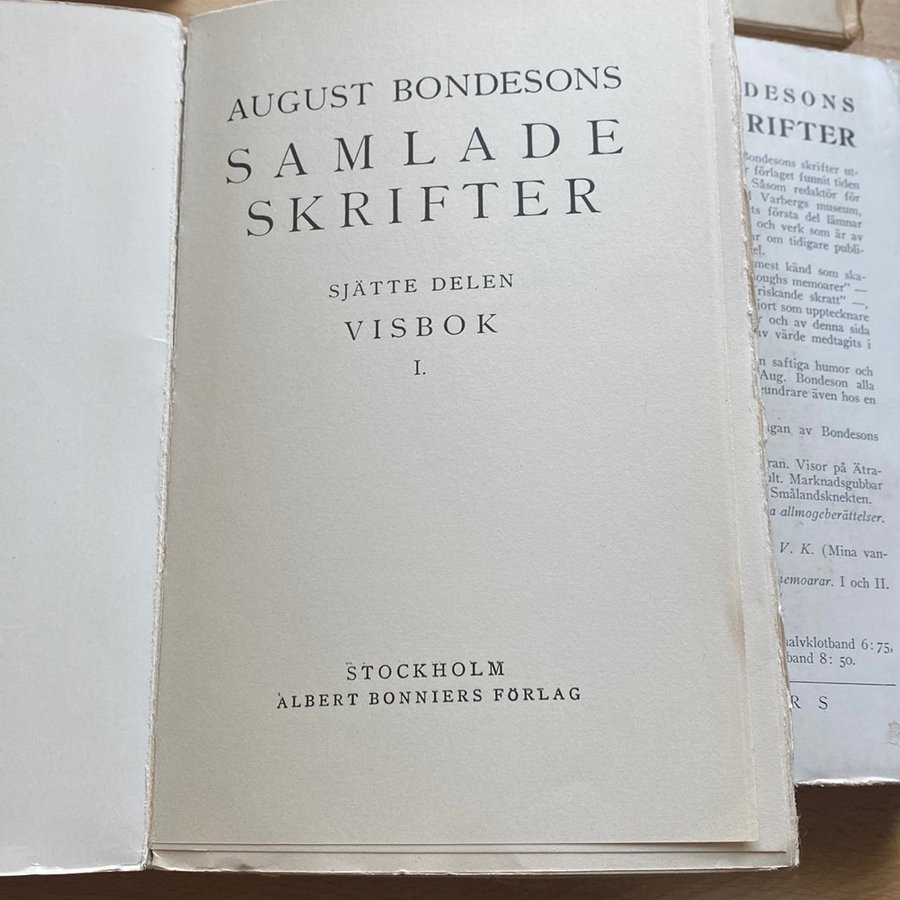 AUGUST BONDESONS
SAMLADE
SKRIFTER
SJÄTTE DELEN
VISBOK
I.
STOCKHOLM
ALBERT BONNIERS FÖRLAG
DESONS
RIFTER
Bondesons skrifter ut-
förlaget funnit tiden
Såsom redaktör för
Varbergs museum,
första del lämnar
och verk som är av
om tidigare publi-
mest känd som ska-
memoarer" —
skratt" —,
som upptecknare
och av denna sida
av värde medtagits i
saftiga humor och
Aug. Bondeson alla
även hos en
av Bondesons
Visor på Ätra-
Marknadsgubbar
Smålandsknekten.
allmogeberättelser.
V. K. (Mina van-
memoarar. I och II.
halvklotband 6:75,
band 8: 50.
R S